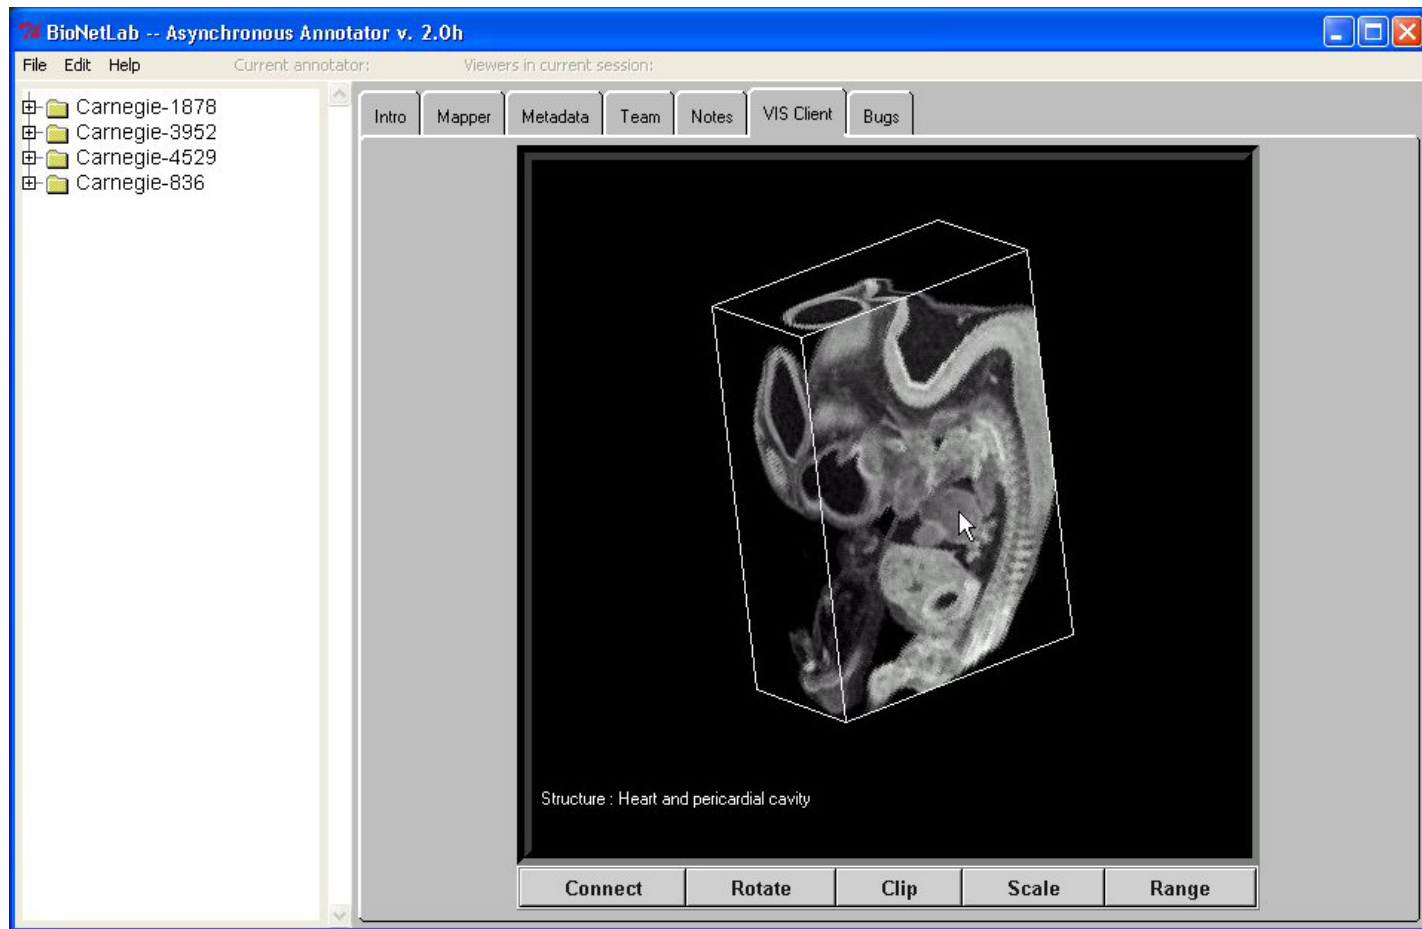 BioNetLab -- Asynchronous Annotator v. 2.0h
File Edit Help Current annotator: Viewers in current session:
Carnegie-1878
Carnegie-3952
Carnegie-4529
Carnegie-836
Intro Mapper Metadata Team Notes VIS Client Bugs
Structure : Heart and pericardial cavity
Connect Rotate Clip Scale Range